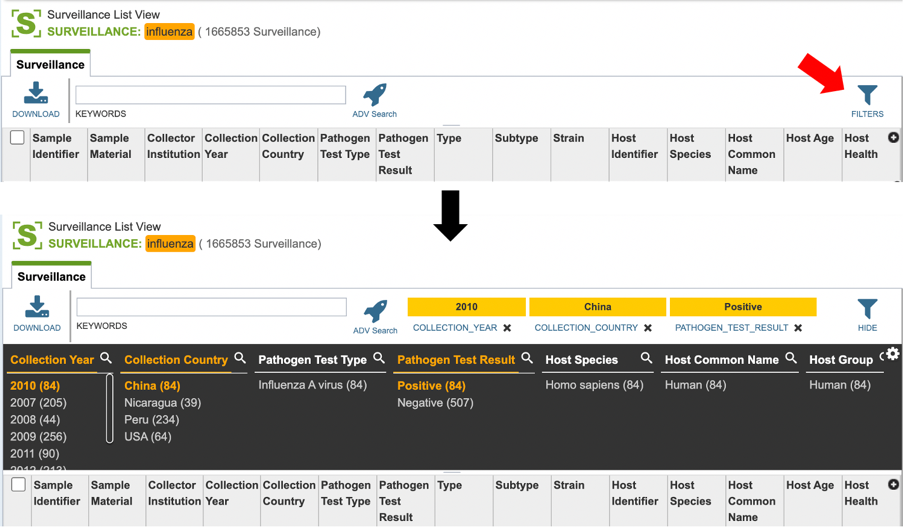 S
Surveillance List View
SURVEILLANCE: influenza ( 1665853 Surveillance)
Surveillance
DOWNLOAD
KEYWORDS
ADV Search
FILTERS
Sample Identifier
Sample Material
Collector Institution
Collection Year
Collection Country
Pathogen Test Type
Pathogen Test Result
Type
Subtype
Strain
Host Identifier
Host Species
Host Common Name
Host Age
Host Health
S
Surveillance List View
SURVEILLANCE: influenza ( 1665853 Surveillance)
Surveillance
DOWNLOAD
KEYWORDS
ADV Search
2010
COLLECTION_YEAR ✖
China
COLLECTION_COUNTRY ✖
Positive
PATHOGEN_TEST_RESULT ✖
HIDE
Collection Year
2010 (84)
2007 (205)
2008 (44)
2009 (256)
2011 (90)
2012 (213)
Collection Country
China (84)
Nicaragua (39)
Peru (234)
USA (64)
Pathogen Test Type
Influenza A virus (84)
Pathogen Test Result
Positive (84)
Negative (507)
Host Species
Homo sapiens (84)
Host Common Name
Human (84)
Host Group
Human (84)
Sample Identifier
Sample Material
Collector Institution
Collection Year
Collection Country
Pathogen Test Type
Pathogen Test Result
Type
Subtype
Strain
Host Identifier
Host Species
Host Common Name
Host Age
Host Health